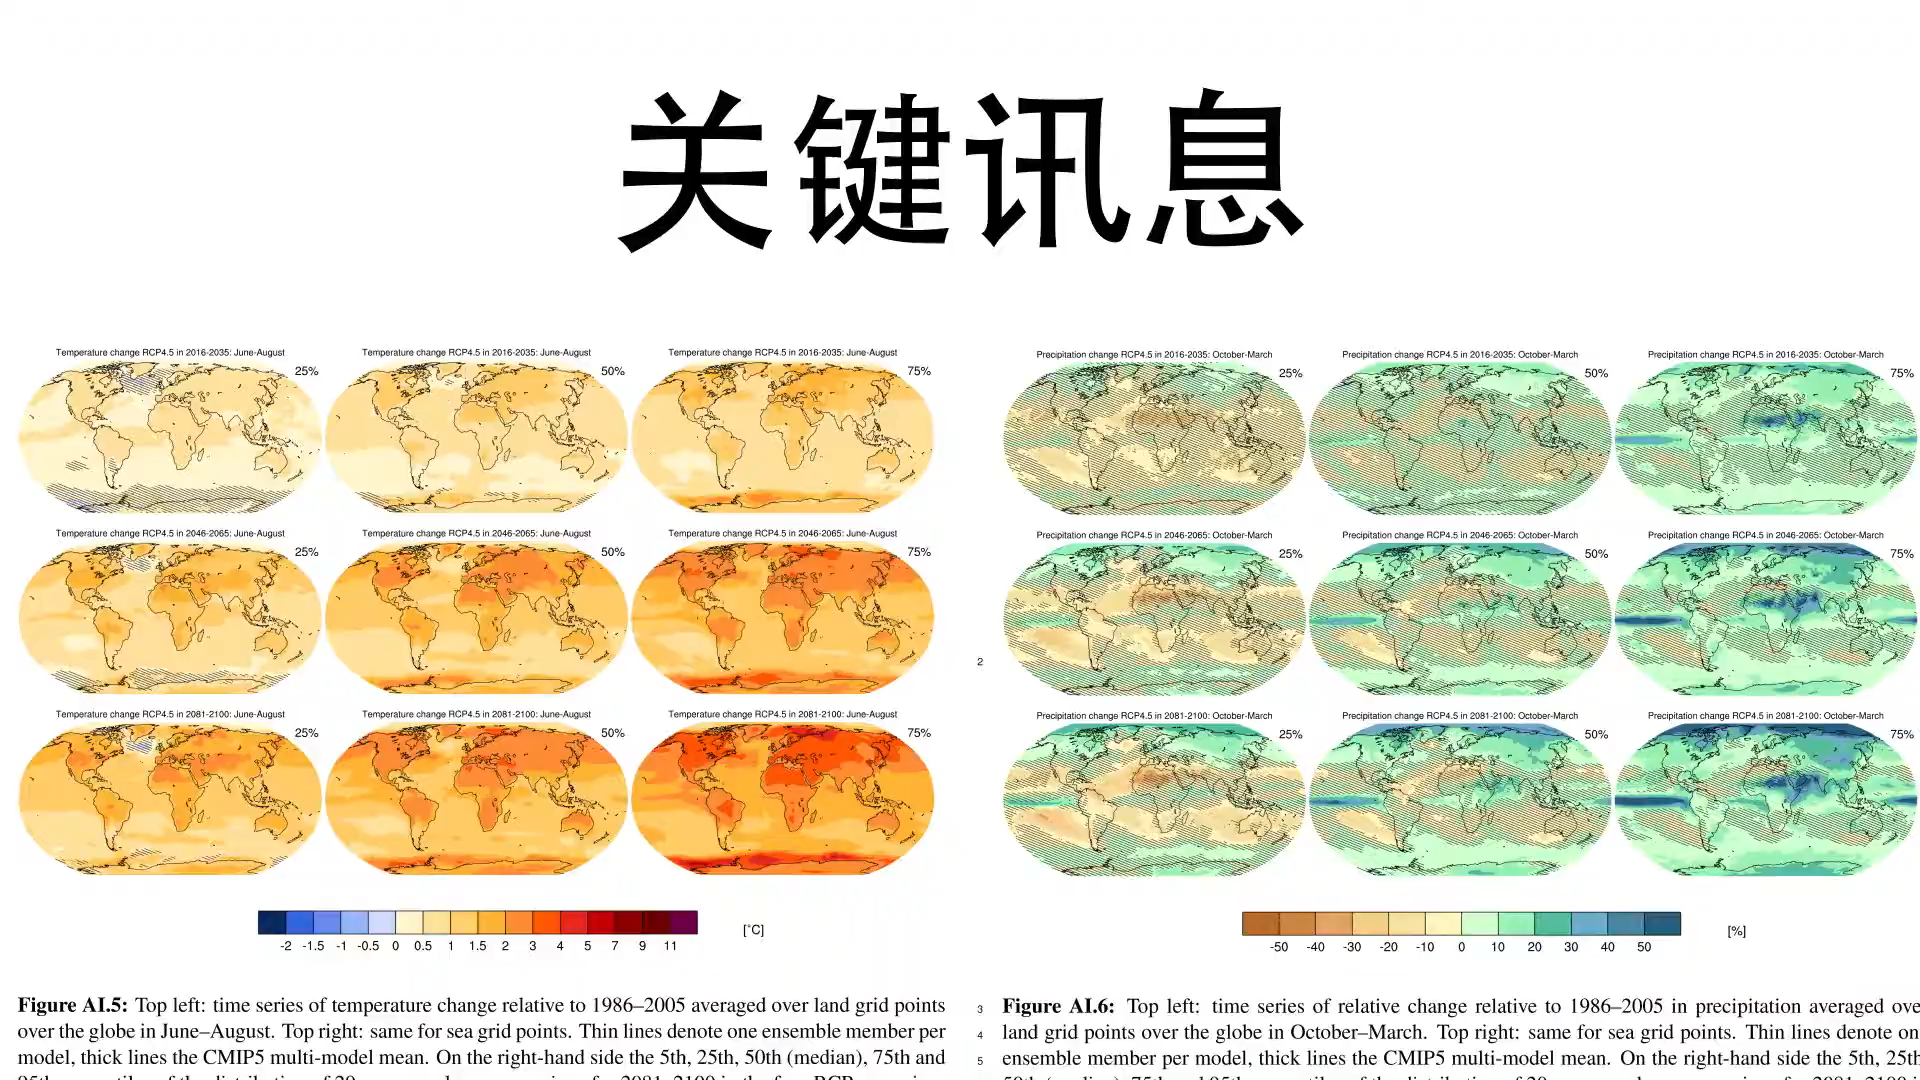 关键讯息
Temperature change RCP4.5 in 2016-2035: June-August
25%
Temperature change RCP4.5 in 2016-2035: June-August
50%
Temperature change RCP4.5 in 2016-2035: June-August
75%
Temperature change RCP4.5 in 2046-2065: June-August
25%
Temperature change RCP4.5 in 2046-2065: June-August
50%
Temperature change RCP4.5 in 2046-2065: June-August
75%
Temperature change RCP4.5 in 2081-2100: June-August
25%
Temperature change RCP4.5 in 2081-2100: June-August
50%
Temperature change RCP4.5 in 2081-2100: June-August
75%
-2 -1.5 -1 -0.5 0 0.5 1 1.5 2 3 4 5 7 9 11
[°C]
Figure AI.5: Top left: time series of temperature change relative to 1986–2005 averaged over land grid points
over the globe in June–August. Top right: same for sea grid points. Thin lines denote one ensemble member per
model, thick lines the CMIP5 multi-model mean. On the right-hand side the 5th, 25th, 50th (median), 75th and
Precipitation change RCP4.5 in 2016-2035: October-March
25%
Precipitation change RCP4.5 in 2016-2035: October-March
50%
Precipitation change RCP4.5 in 2016-2035: October-March
75%
Precipitation change RCP4.5 in 2046-2065: October-March
25%
Precipitation change RCP4.5 in 2046-2065: October-March
50%
Precipitation change RCP4.5 in 2046-2065: October-March
75%
2
Precipitation change RCP4.5 in 2081-2100: October-March
25%
Precipitation change RCP4.5 in 2081-2100: October-March
50%
Precipitation change RCP4.5 in 2081-2100: October-March
75%
-50 -40 -30 -20 -10 0 10 20 30 40 50
[%]
3 Figure AI.6: Top left: time series of relative change relative to 1986–2005 in precipitation averaged ove
4 land grid points over the globe in October–March. Top right: same for sea grid points. Thin lines denote on
5 ensemble member per model, thick lines the CMIP5 multi-model mean. On the right-hand side the 5th, 25th